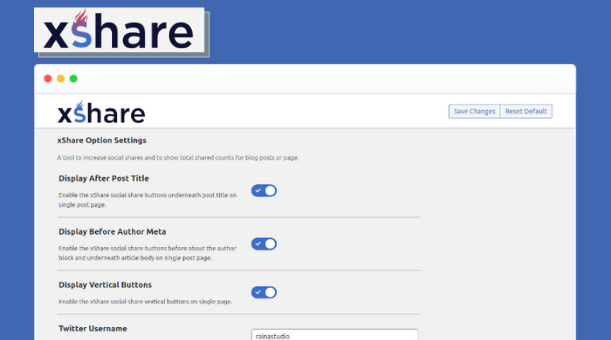 xshare
xshare
Save Changes Reset Default
xShare Option Settings
A tool to increase social shares and to show total shared counts for blog posts or page.
Display After Post Title
Enable the xShare social share buttons underneath post title on
single post page.
Display Before Author Meta
Enable the xShare social share buttons before about the author
block and underneath article body on single post page.
Display Vertical Buttons
Enable the xShare social share vertical buttons on single page.
Twitter Username
rainastudio